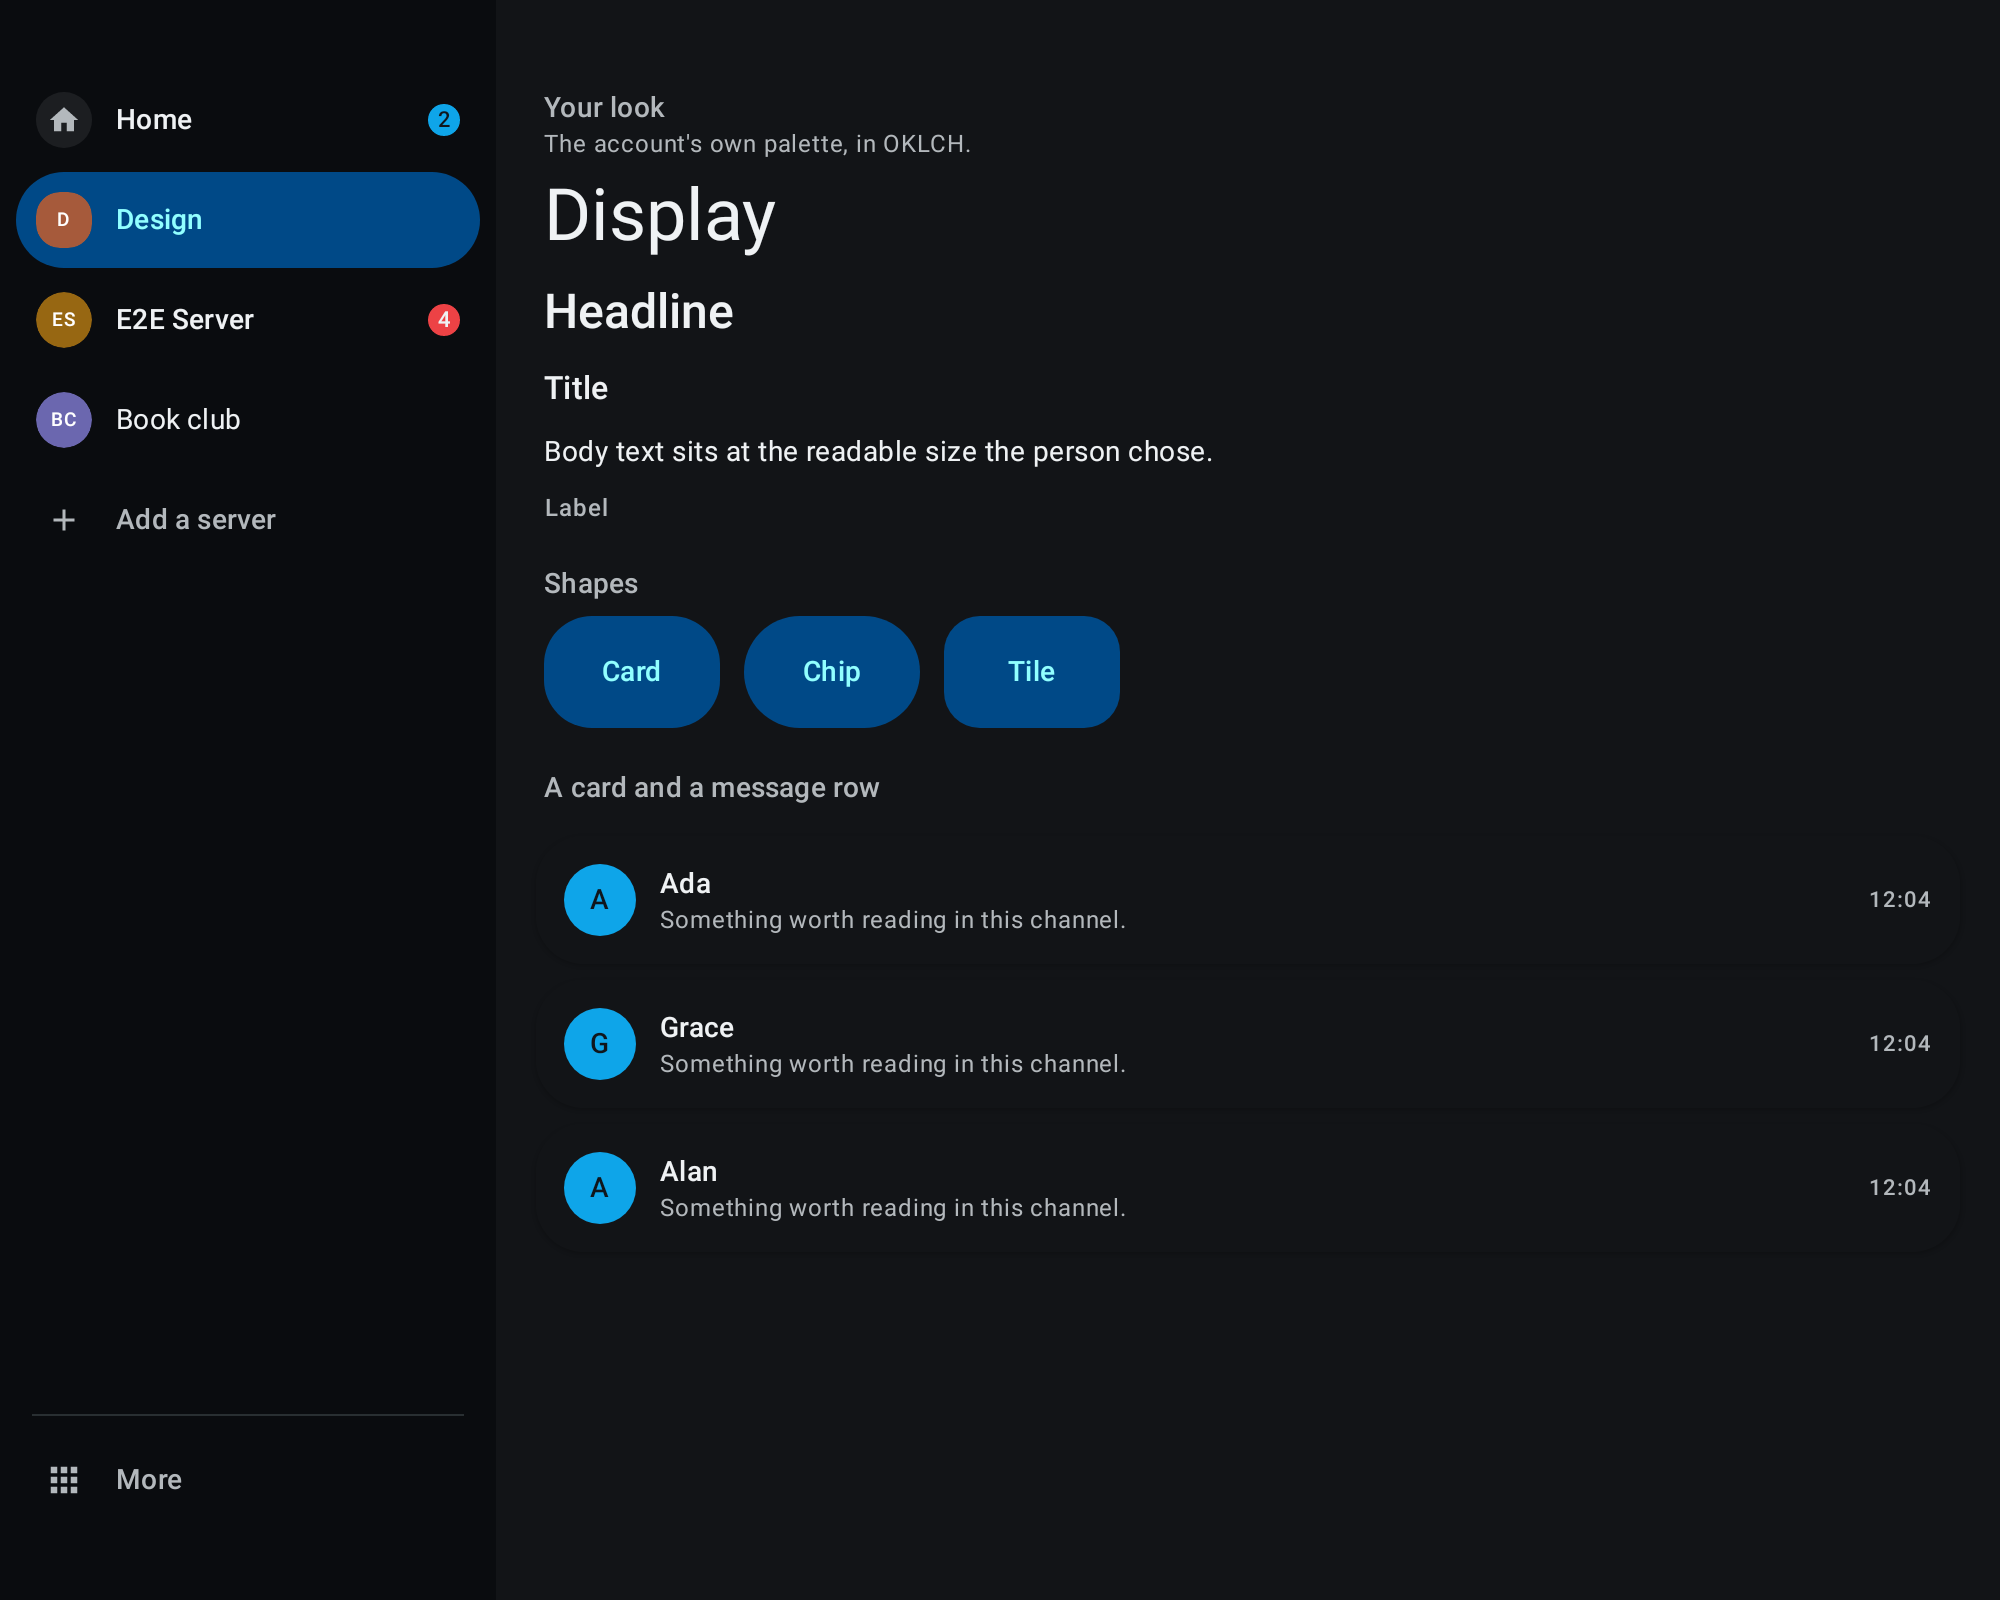 Home
2
D
Design
ES
E2E Server
4
BC
Book club
Add a server
More
Your look
The account's own palette, in OKLCH.
Display
Headline
Title
Body text sits at the readable size the person chose.
Label
Shapes
Card
Chip
Tile
A card and a message row
A
Ada
Something worth reading in this channel.
12:04
G
Grace
Something worth reading in this channel.
12:04
A
Alan
Something worth reading in this channel.
12:04